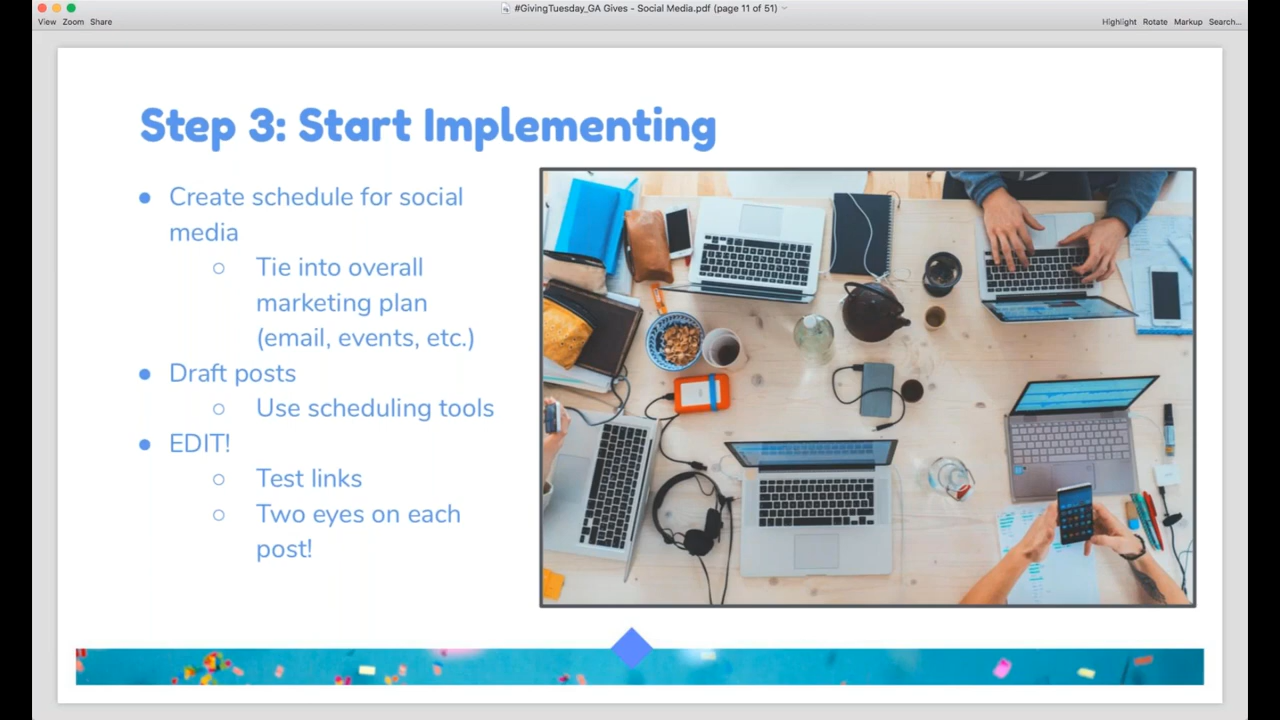 #GivingTuesday_GA Gives - Social Media.pdf (page 11 of 51)
View Zoom Share
Highlight Rotate Markup Search...
Step 3: Start Implementing
● Create schedule for social
media
○ Tie into overall
marketing plan
(email, events, etc.)
● Draft posts
○ Use scheduling tools
● EDIT!
○ Test links
○ Two eyes on each
post!